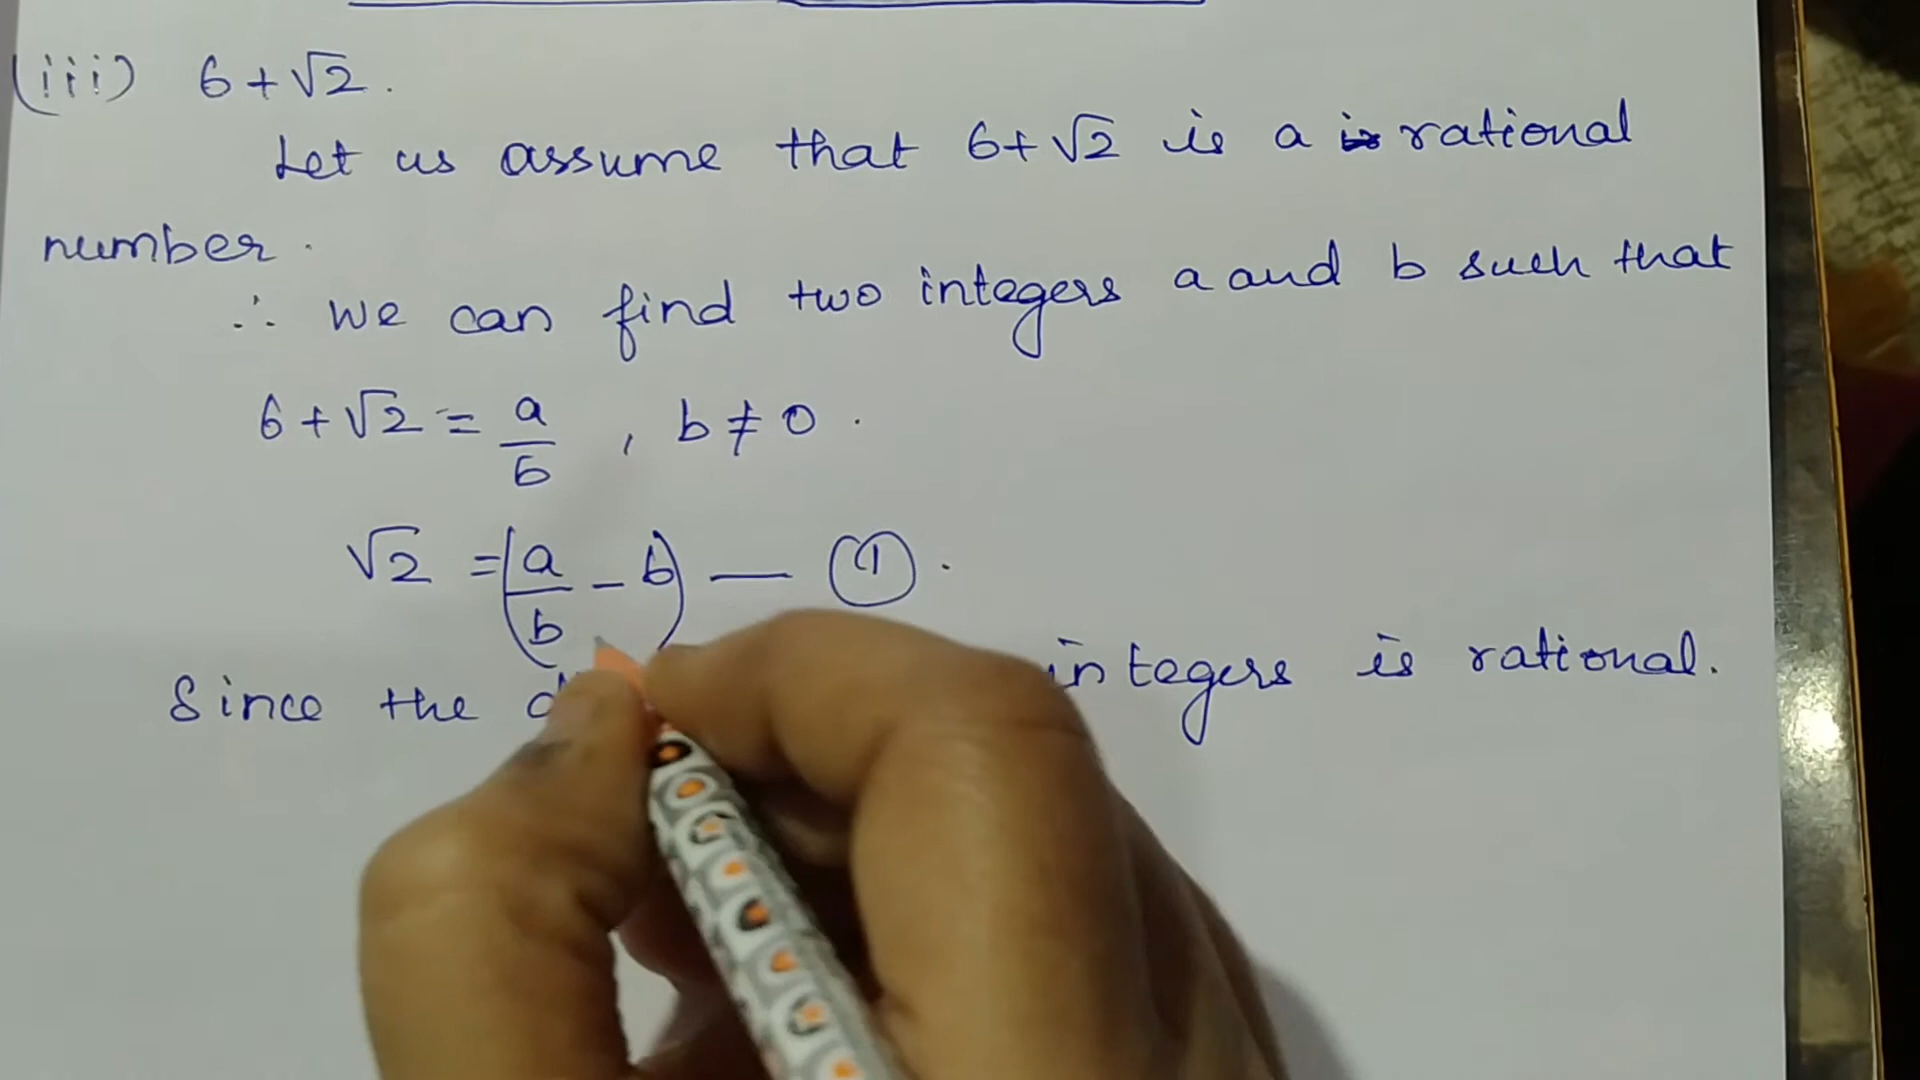 (iii) 6+√2.
Let us assume that 6+√2 is a rational
number.
∴ we can find two integers a and b such that
6+√2 = a/b , b ≠ 0.
√2 = (a/b - 6) — ①.
Since the integers is rational.